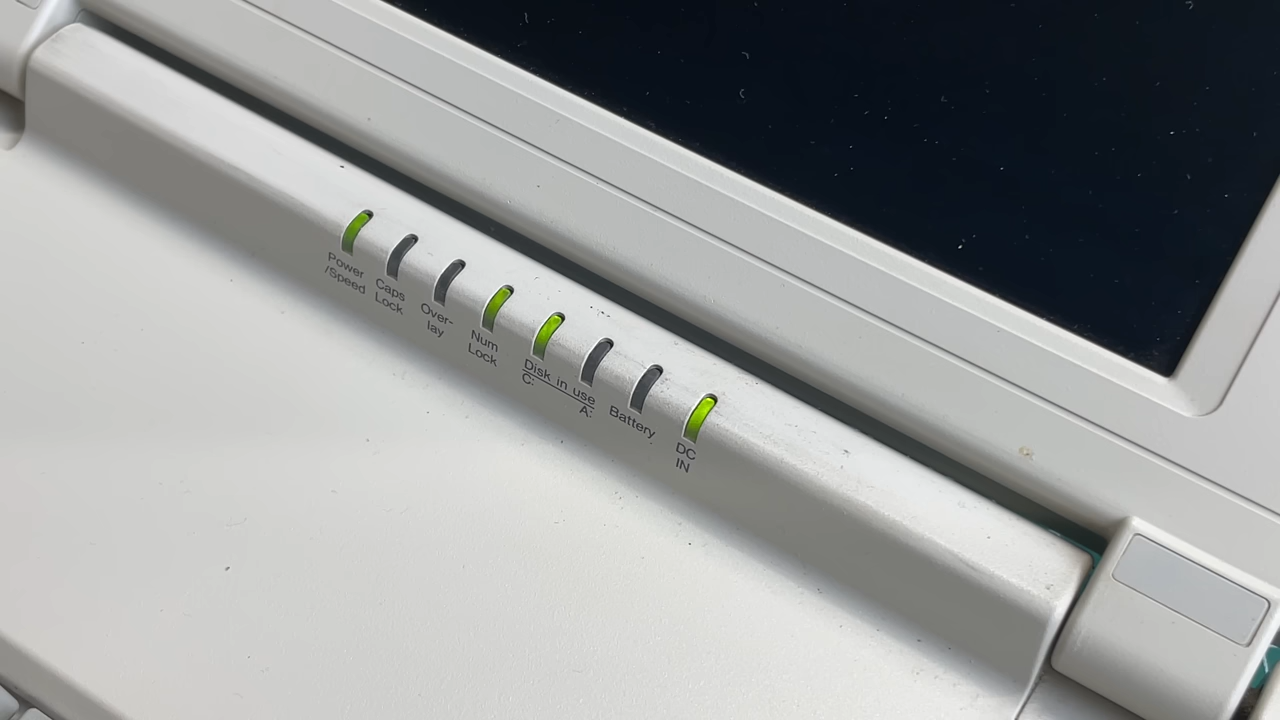 Power
/Speed
Caps
Lock
Over-
lay
Num
Lock
Disk in use
C:
A:
Battery
DC
IN